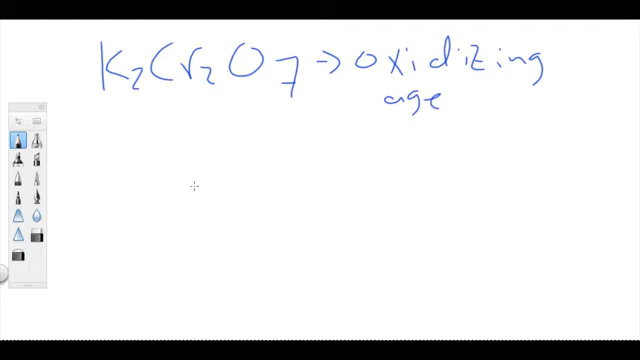 K₂Cr₂O₇ → oxidizing
age